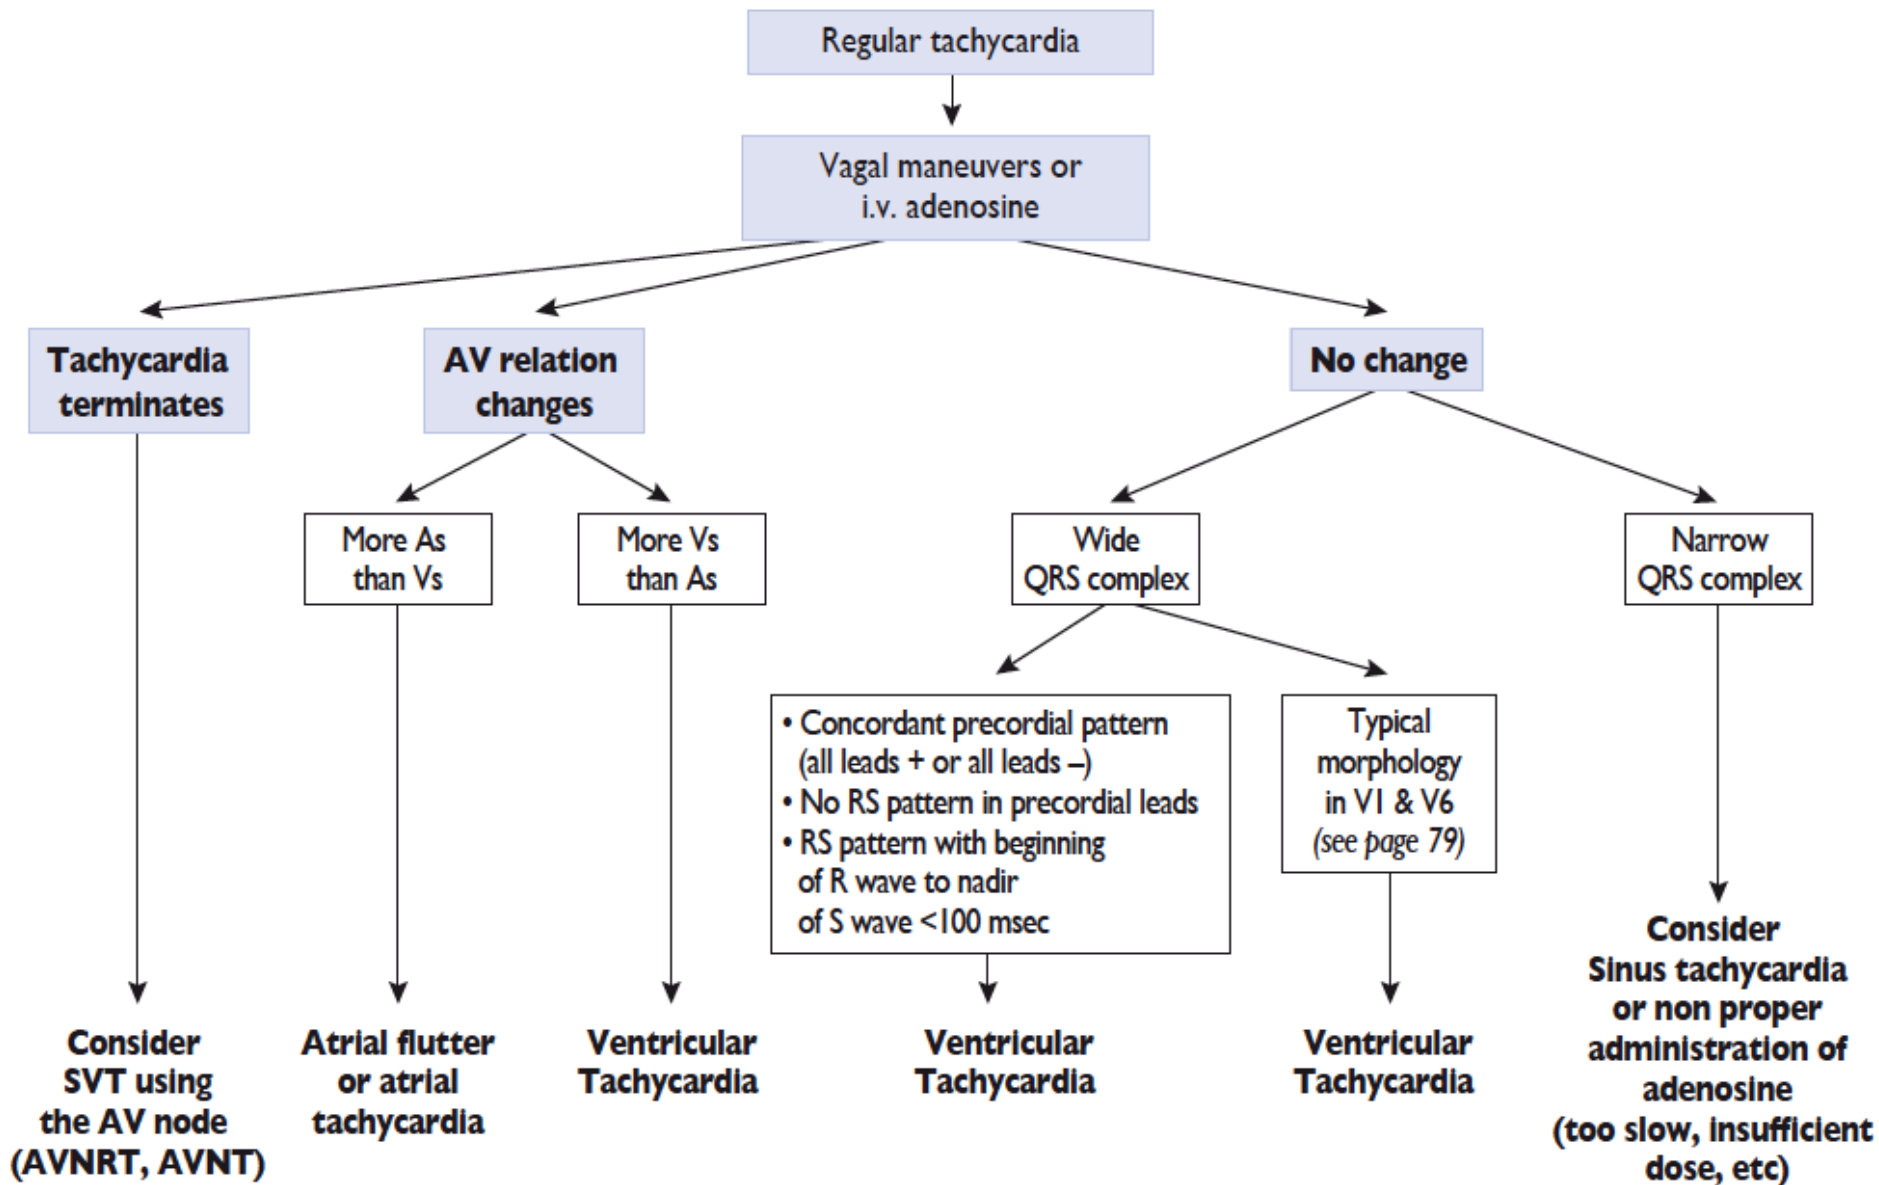 Regular tachycardia
Vagal maneuvers or
i.v. adenosine
Tachycardia
terminates
AV relation
changes
No change
More As
than Vs
More Vs
than As
Wide
QRS complex
Narrow
QRS complex
• Concordant precordial pattern
(all leads + or all leads –)
• No RS pattern in precordial leads
• RS pattern with beginning
of R wave to nadir
of S wave <100 msec
Typical
morphology
in V1 & V6
(see page 79)
Consider
SVT using
the AV node
(AVNRT, AVNT)
Atrial flutter
or atrial
tachycardia
Ventricular
Tachycardia
Ventricular
Tachycardia
Ventricular
Tachycardia
Consider
Sinus tachycardia
or non proper
administration of
adenosine
(too slow, insufficient
dose, etc)